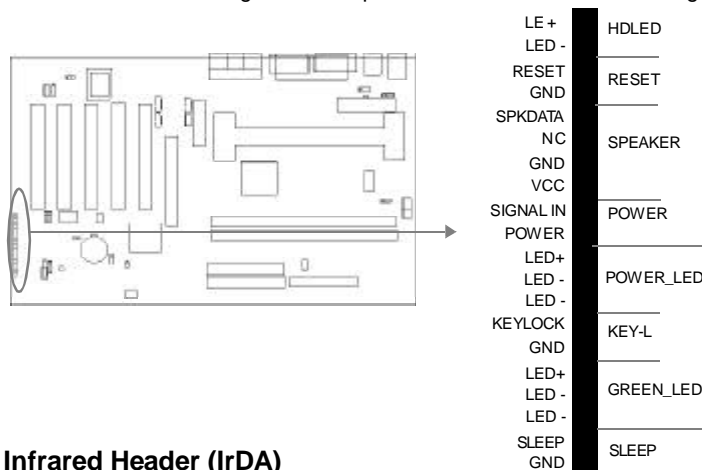 LE +
LED -
HDLED
RESET
GND
RESET
SPKDATA
NC
GND
VCC
SPEAKER
SIGNAL IN
POWER
POWER
LED+
LED -
LED -
POWER_LED
KEYLOCK
GND
KEY-L
LED+
LED -
LED -
GREEN_LED
SLEEP
GND
SLEEP
Infrared Header (IrDA)